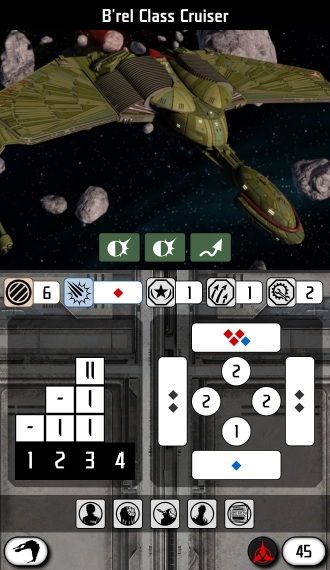 B'rel Class Cruiser
6 1 1 2
II
- I
- I I
1 2 3 4
2
2 2
1
45